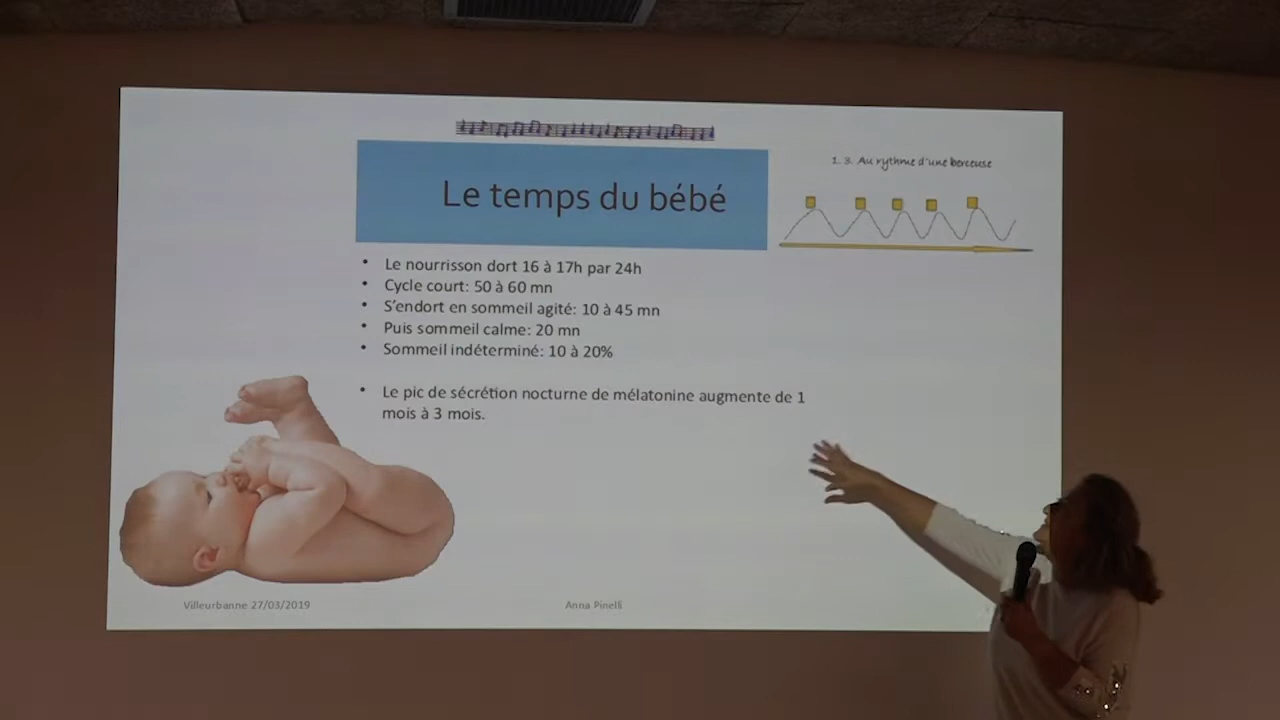 1. 3. Au rythme d'une berceuse
Le temps du bébé
• Le nourrisson dort 16 à 17h par 24h
• Cycle court: 50 à 60 mn
• S'endort en sommeil agité: 10 à 45 mn
• Puis sommeil calme: 20 mn
• Sommeil indéterminé: 10 à 20%
• Le pic de sécrétion nocturne de mélatonine augmente de 1
mois à 3 mois.
Villeurbanne 27/03/2019
Anna Pinelli